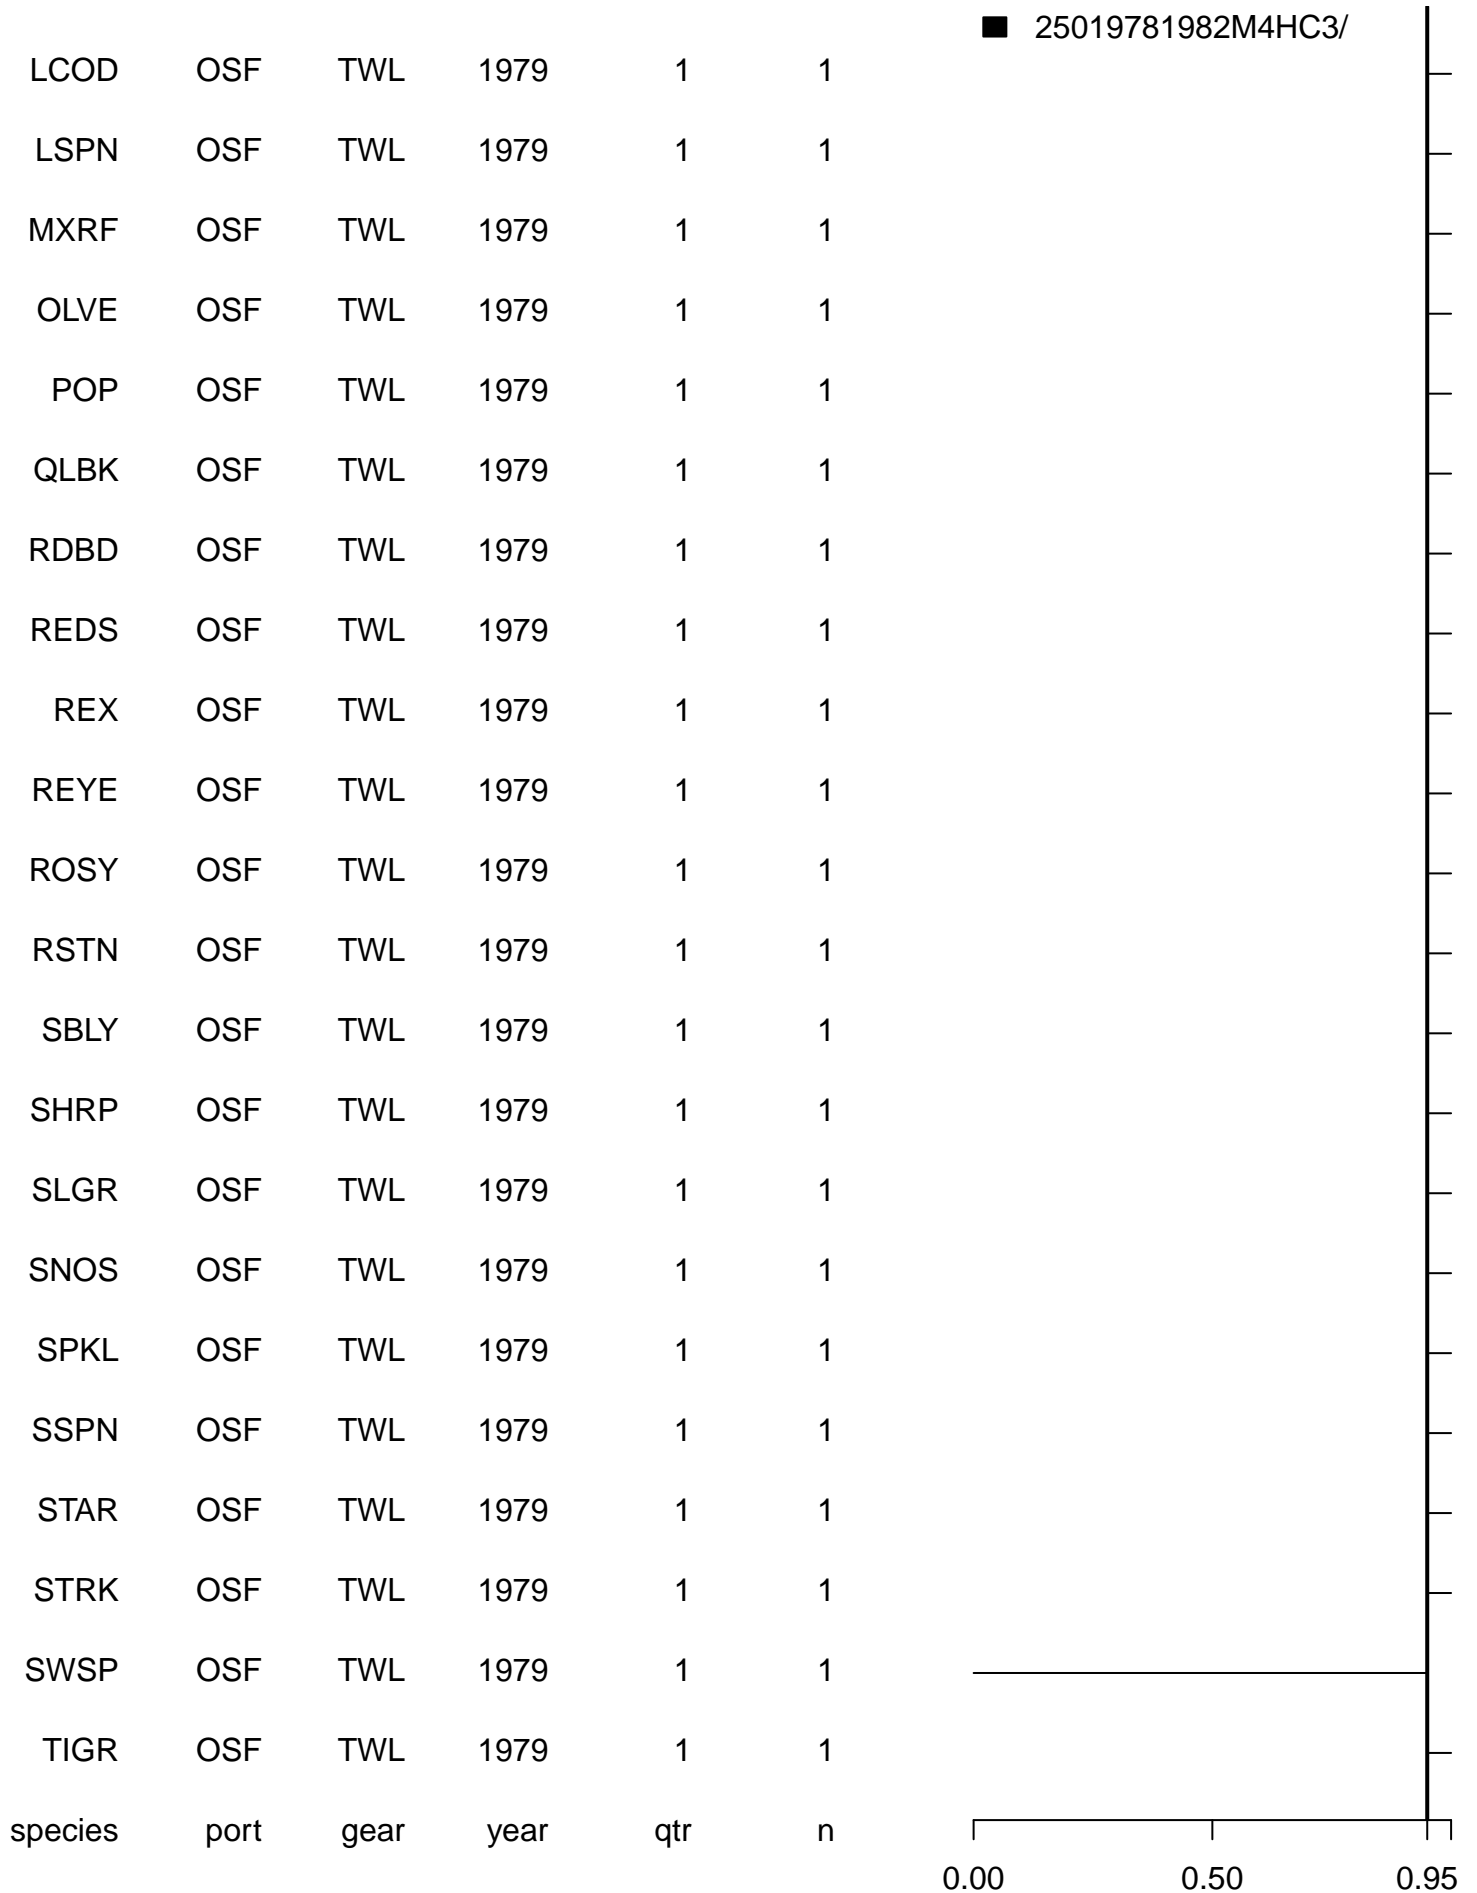 25019781982M4HC3/
LCOD OSF TWL 1979 1 1
LSPN OSF TWL 1979 1 1
MXRF OSF TWL 1979 1 1
OLVE OSF TWL 1979 1 1
POP OSF TWL 1979 1 1
QLBK OSF TWL 1979 1 1
RDBD OSF TWL 1979 1 1
REDS OSF TWL 1979 1 1
REX OSF TWL 1979 1 1
REYE OSF TWL 1979 1 1
ROSY OSF TWL 1979 1 1
RSTN OSF TWL 1979 1 1
SBLY OSF TWL 1979 1 1
SHRP OSF TWL 1979 1 1
SLGR OSF TWL 1979 1 1
SNOS OSF TWL 1979 1 1
SPKL OSF TWL 1979 1 1
SSPN OSF TWL 1979 1 1
STAR OSF TWL 1979 1 1
STRK OSF TWL 1979 1 1
SWSP OSF TWL 1979 1 1
TIGR OSF TWL 1979 1 1
species port gear year qtr n
0.00 0.50 0.95